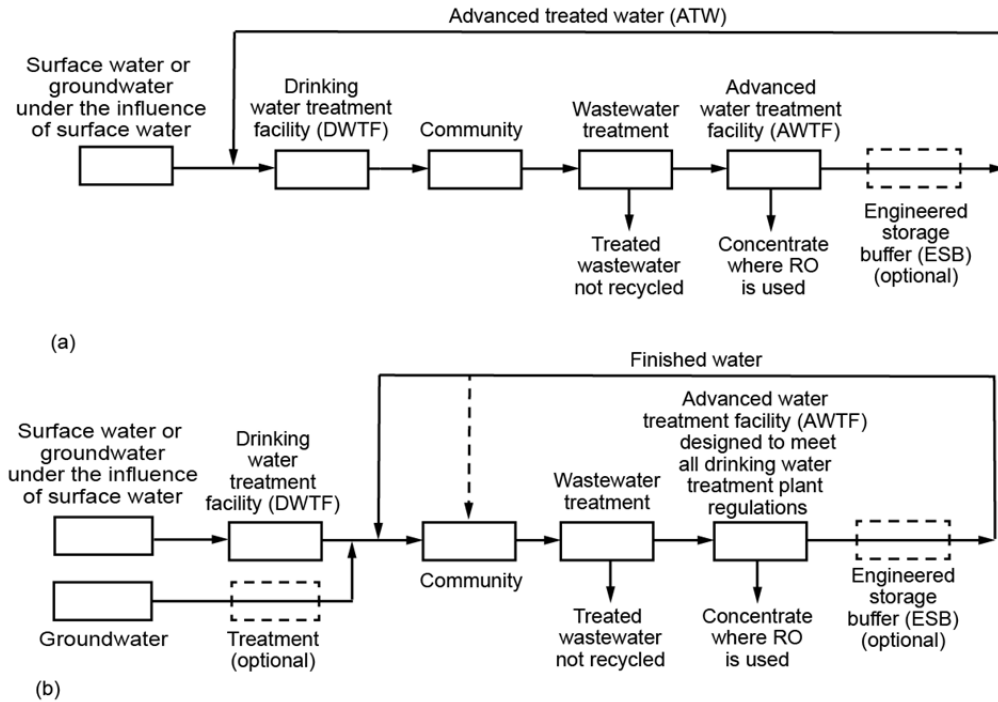 Advanced treated water (ATW)
Surface water or
groundwater
under the influence
of surface water
Drinking
water treatment
facility (DWTF)
Community
Wastewater
treatment
Advanced
water treatment
facility (AWTF)
Treated
wastewater
not recycled
Concentrate
where RO
is used
Engineered
storage
buffer (ESB)
(optional)
(a)
Finished water
Surface water or
groundwater
under the influence
of surface water
Drinking
water
treatment
facility (DWTF)
Groundwater
Treatment
(optional)
Community
Wastewater
treatment
Advanced water
treatment facility (AWTF)
designed to meet
all drinking water
treatment plant
regulations
Treated
wastewater
not recycled
Concentrate
where RO
is used
Engineered
storage
buffer (ESB)
(optional)
(b)